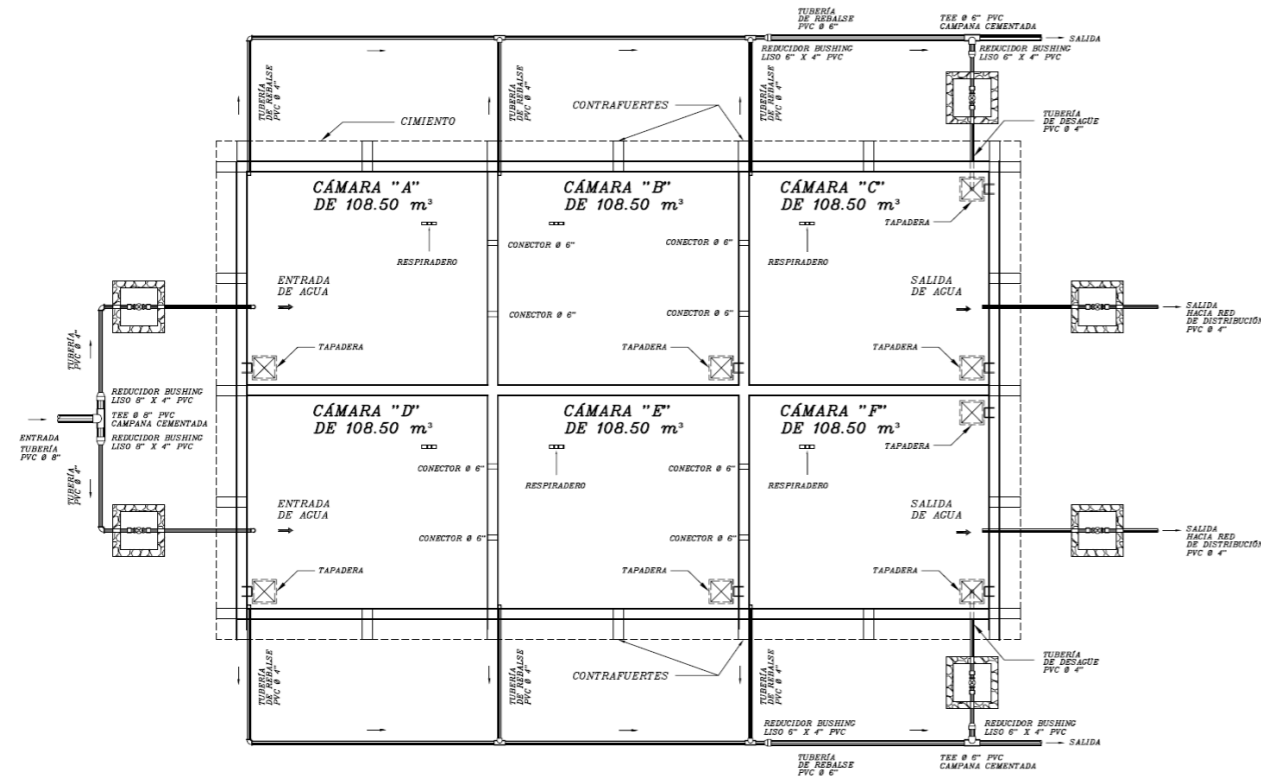 TUBERÍA
DE REBALSE
PVC Ø 6"
TEE Ø 6" PVC
CAMPANA CEMENTADA
SALIDA
REDUCIDOR BUSHING
LISO 6" X 4" PVC
REDUCIDOR BUSHING
LISO 6" X 4" PVC
TUBERÍA
DE REBALSE
PVC Ø 4"
TUBERÍA
DE REBALSE
PVC Ø 4"
TUBERÍA
DE REBALSE
PVC Ø 4"
CIMIENTO
CONTRAFUERTES
TUBERÍA
DE DESAGÜE
PVC Ø 4"
CÁMARA "A"
DE 108.50 m³
CÁMARA "B"
DE 108.50 m³
CÁMARA "C"
DE 108.50 m³
TAPADERA
CONECTOR Ø 6"
CONECTOR Ø 6"
RESPIRADERO
RESPIRADERO
ENTRADA
DE AGUA
SALIDA
DE AGUA
CONECTOR Ø 6"
CONECTOR Ø 6"
SALIDA
HACIA RED
DE DISTRIBUCIÓN
PVC Ø 4"
TUBERÍA
PVC Ø 4"
TAPADERA
TAPADERA
TAPADERA
REDUCIDOR BUSHING
LISO 8" X 4" PVC
TEE Ø 8" PVC
CAMPANA CEMENTADA
REDUCIDOR BUSHING
LISO 8" X 4" PVC
ENTRADA
TUBERÍA
PVC Ø 8"
TUBERÍA
PVC Ø 4"
CÁMARA "D"
DE 108.50 m³
CÁMARA "E"
DE 108.50 m³
CÁMARA "F"
DE 108.50 m³
TAPADERA
CONECTOR Ø 6"
CONECTOR Ø 6"
RESPIRADERO
RESPIRADERO
ENTRADA
DE AGUA
SALIDA
DE AGUA
CONECTOR Ø 6"
CONECTOR Ø 6"
SALIDA
HACIA RED
DE DISTRIBUCIÓN
PVC Ø 4"
TAPADERA
TAPADERA
TAPADERA
TUBERÍA
DE DESAGÜE
PVC Ø 4"
CONTRAFUERTES
TUBERÍA
DE REBALSE
PVC Ø 4"
TUBERÍA
DE REBALSE
PVC Ø 4"
TUBERÍA
DE REBALSE
PVC Ø 4"
REDUCIDOR BUSHING
LISO 6" X 4" PVC
REDUCIDOR BUSHING
LISO 6" X 4" PVC
SALIDA
TUBERÍA
DE REBALSE
PVC Ø 6"
TEE Ø 6" PVC
CAMPANA CEMENTADA